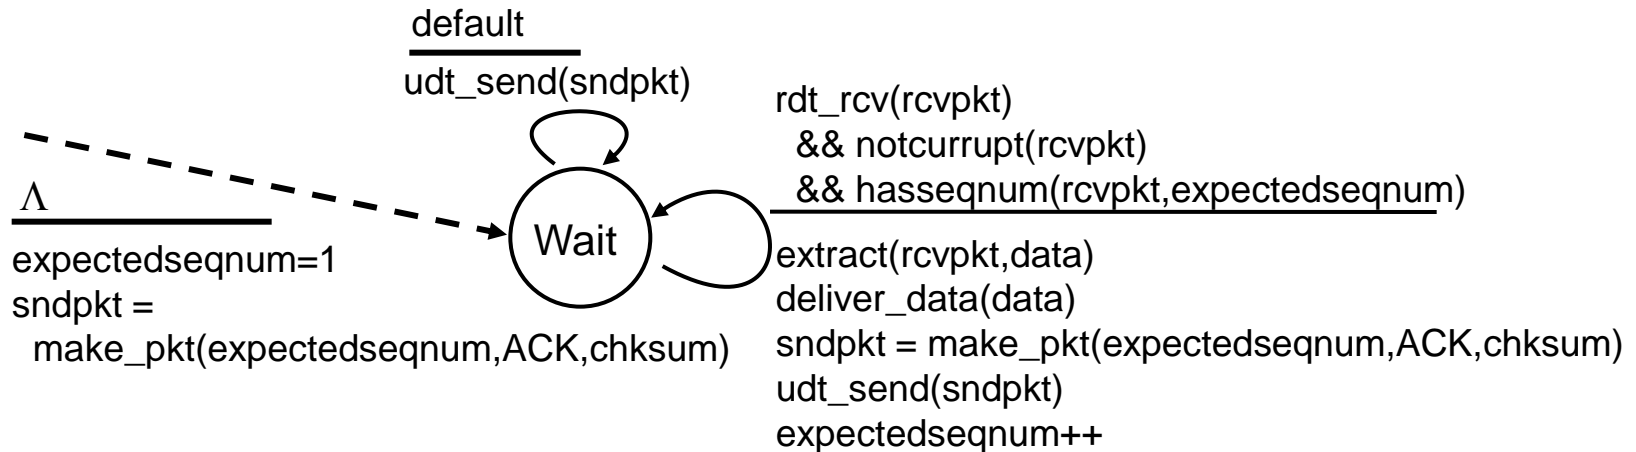 default
udt_send(sndpkt)
rdt_rcv(rcvpkt)
&& notcurrupt(rcvpkt)
&& hasseqnum(rcvpkt,expectedseqnum)
Λ
expectedseqnum=1
sndpkt =
make_pkt(expectedseqnum,ACK,chksum)
Wait
extract(rcvpkt,data)
deliver_data(data)
sndpkt = make_pkt(expectedseqnum,ACK,chksum)
udt_send(sndpkt)
expectedseqnum++